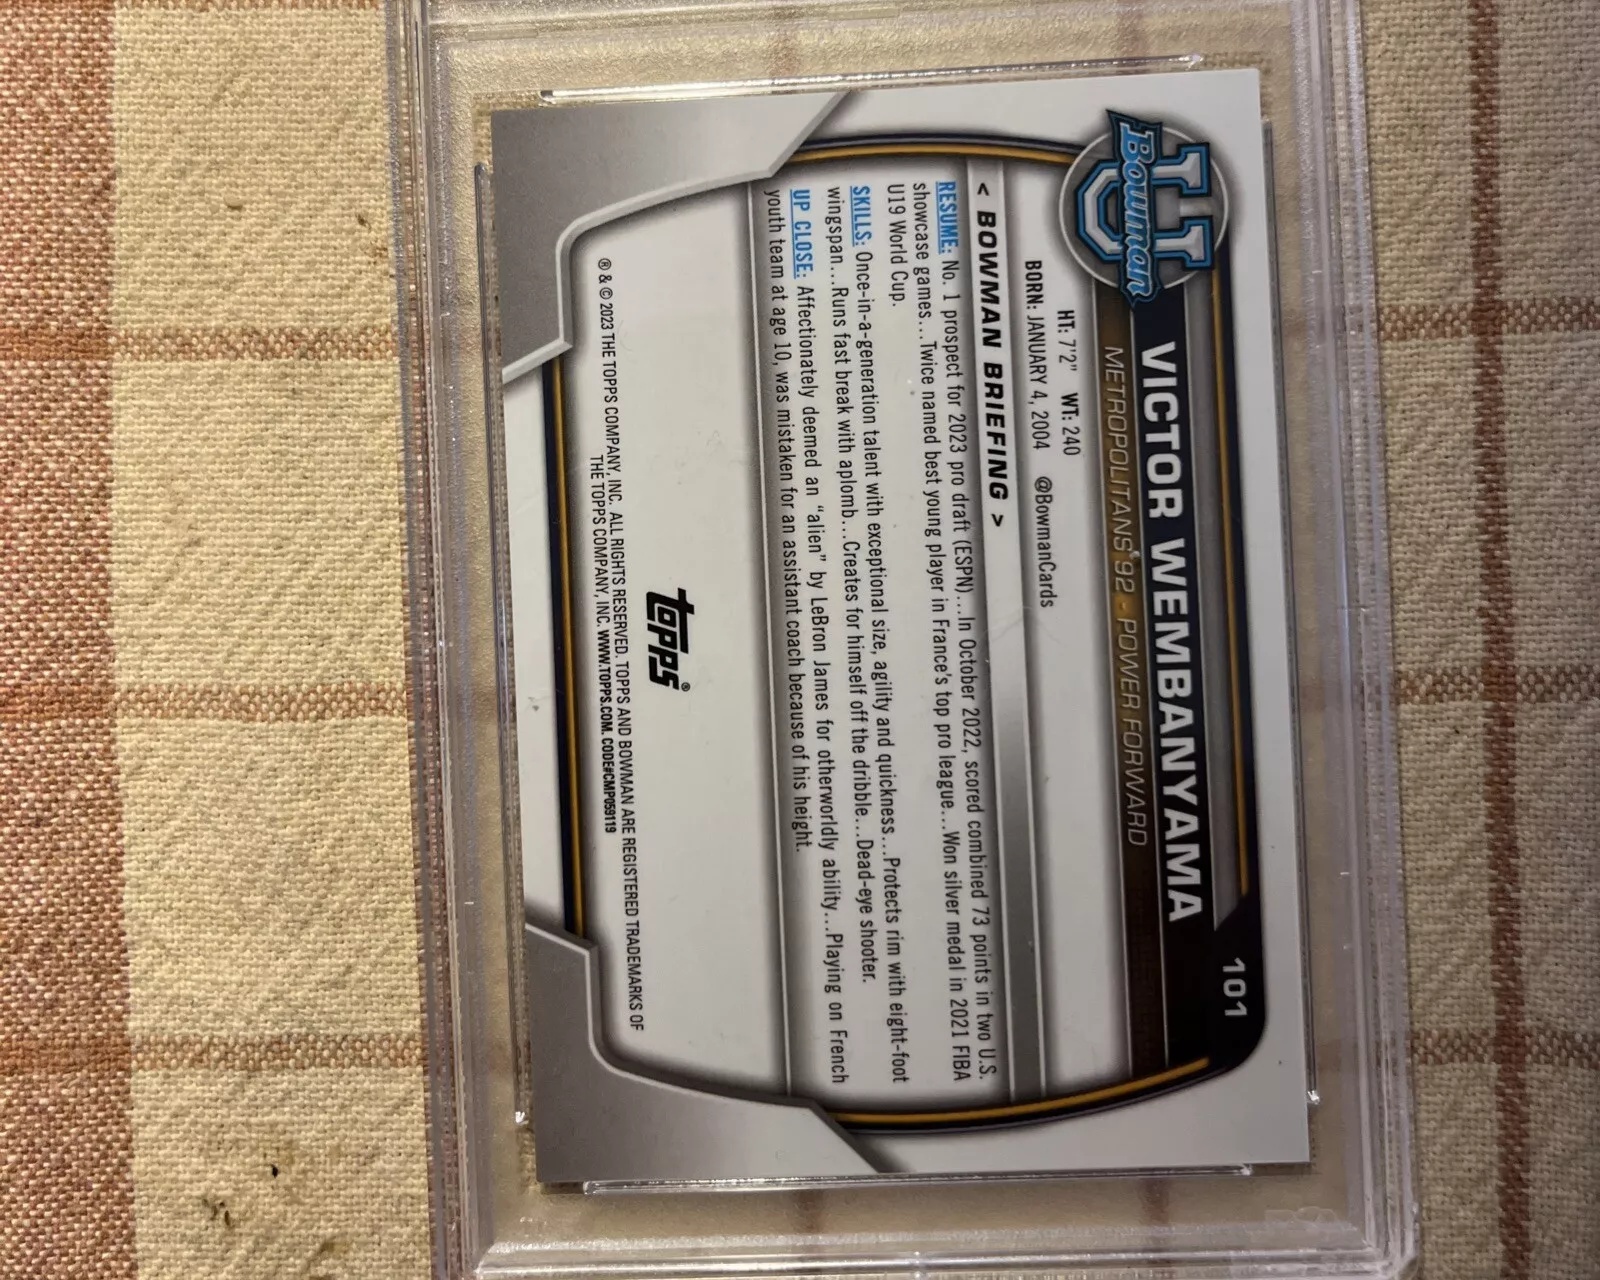 U
Bowman
101
VICTOR WEMBANYAMA
METROPOLITANS 92 - POWER FORWARD
HT: 7'2" WT: 240
BORN: JANUARY 4, 2004 @BowmanCards
< BOWMAN BRIEFING >
RESUME: No. 1 prospect for 2023 pro draft (ESPN)...In October 2022, scored combined 73 points in two U.S.
showcase games...Twice named best young player in France's top pro league...Won silver medal in 2021 FIBA
U19 World Cup.
SKILLS: Once-in-a-generation talent with exceptional size, agility and quickness...Protects rim with eight-foot
wingspan...Runs fast break with aplomb...Creates for himself off the dribble...Dead-eye shooter.
UP CLOSE: Affectionately deemed an "alien" by LeBron James for otherworldly ability...Playing on French
youth team at age 10, was mistaken for an assistant coach because of his height.
topps®
® & © 2023 THE TOPPS COMPANY, INC. ALL RIGHTS RESERVED. TOPPS AND BOWMAN ARE REGISTERED TRADEMARKS OF
THE TOPPS COMPANY, INC. WWW.TOPPS.COM. CODE#CMP059119